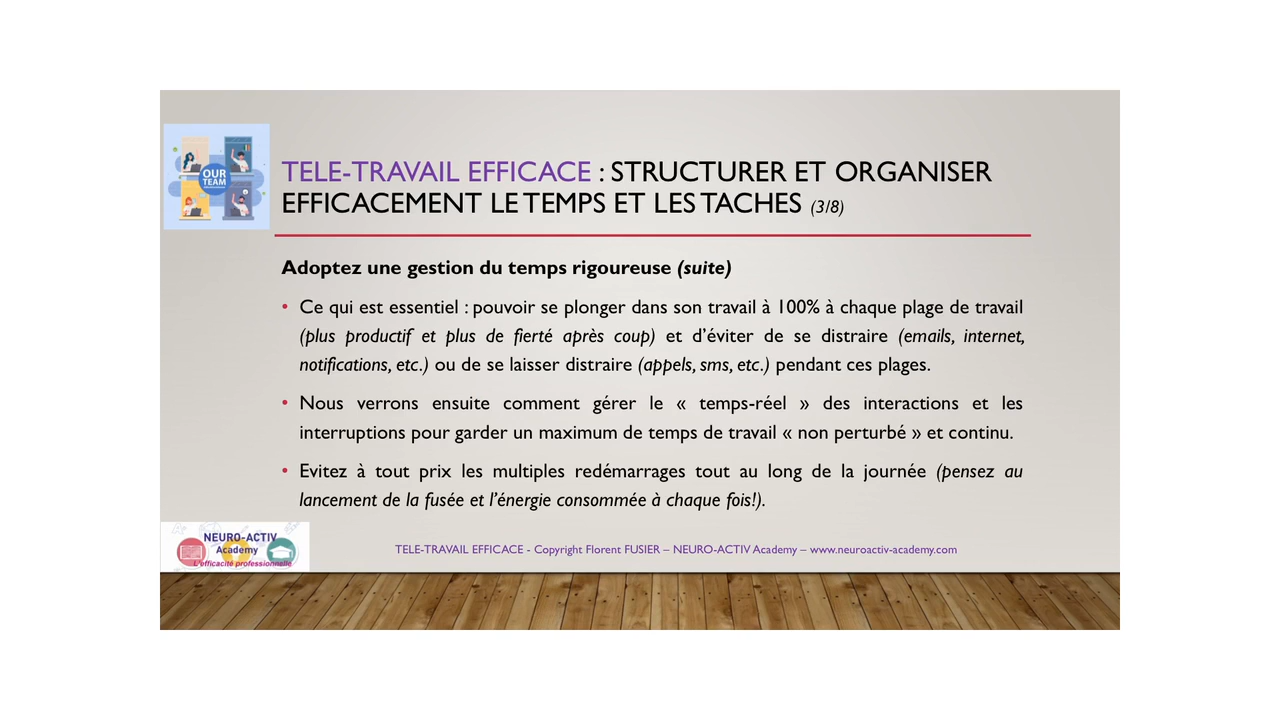 OUR
TEAM
TELE-TRAVAIL EFFICACE : STRUCTURER ET ORGANISER
EFFICACEMENT LE TEMPS ET LES TACHES (3/8)
Adoptez une gestion du temps rigoureuse (suite)
• Ce qui est essentiel : pouvoir se plonger dans son travail à 100% à chaque plage de travail
(plus productif et plus de fierté après coup) et d’éviter de se distraire (emails, internet,
notifications, etc.) ou de se laisser distraire (appels, sms, etc.) pendant ces plages.
• Nous verrons ensuite comment gérer le « temps-réel » des interactions et les
interruptions pour garder un maximum de temps de travail « non perturbé » et continu.
• Evitez à tout prix les multiples redémarrages tout au long de la journée (pensez au
lancement de la fusée et l’énergie consommée à chaque fois!).
NEURO-ACTIV
Academy
L'efficacité professionnelle
TELE-TRAVAIL EFFICACE - Copyright Florent FUSIER – NEURO-ACTIV Academy – www.neuroactiv-academy.com